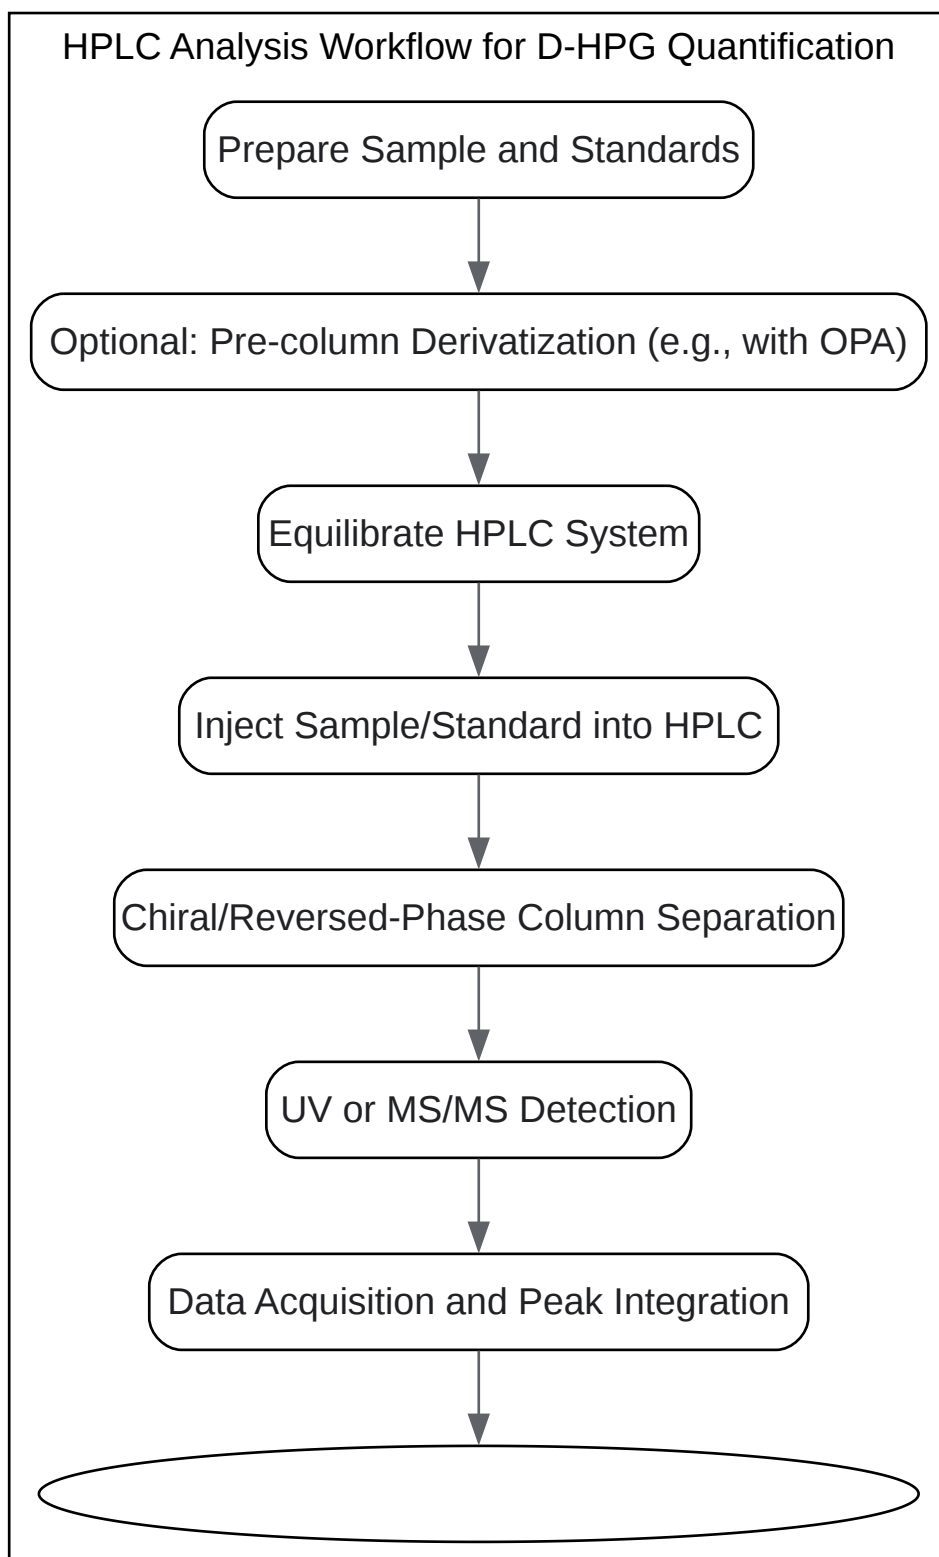 HPLC Analysis Workflow for D-HPG Quantification
Prepare Sample and Standards
Optional: Pre-column Derivatization (e.g., with OPA)
Equilibrate HPLC System
Inject Sample/Standard into HPLC
Chiral/Reversed-Phase Column Separation
UV or MS/MS Detection
Data Acquisition and Peak Integration